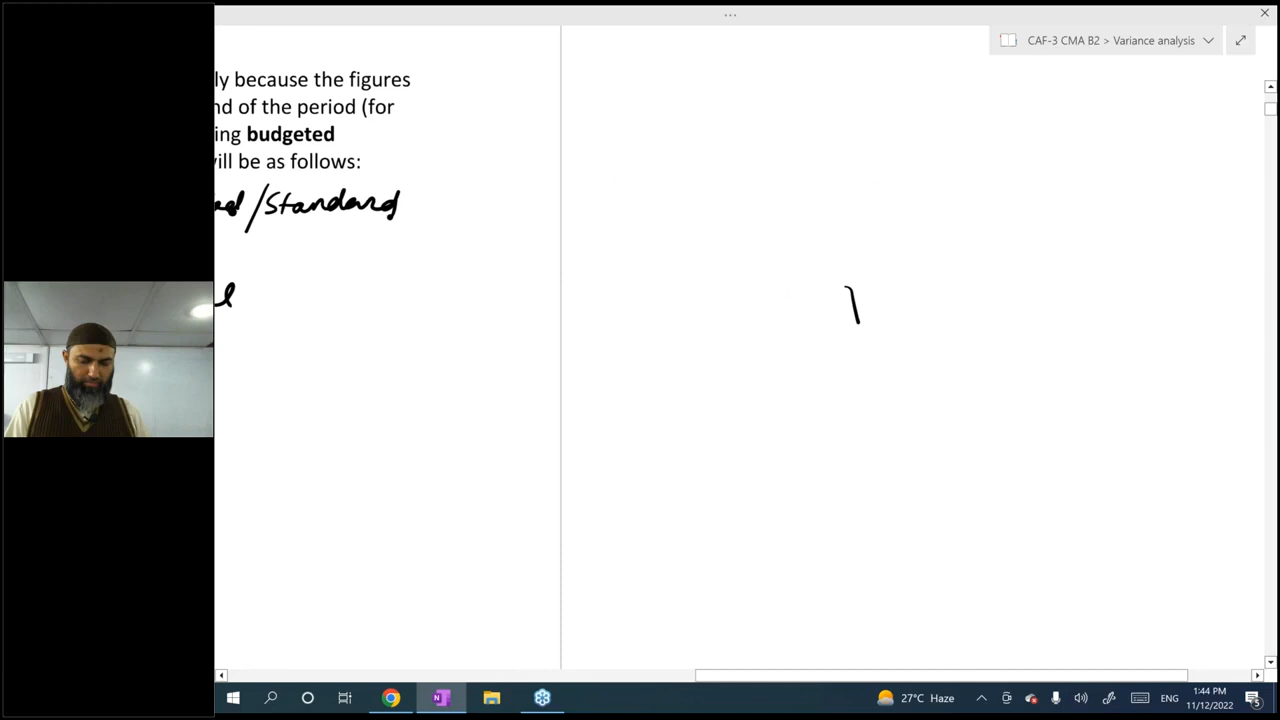 CAF-3 CMA B2 > Variance analysis
ly because the figures
nd of the period (for
ing budgeted
vill be as follows:
/Standard
27°C Haze
ENG
1:44 PM
11/12/2022
5